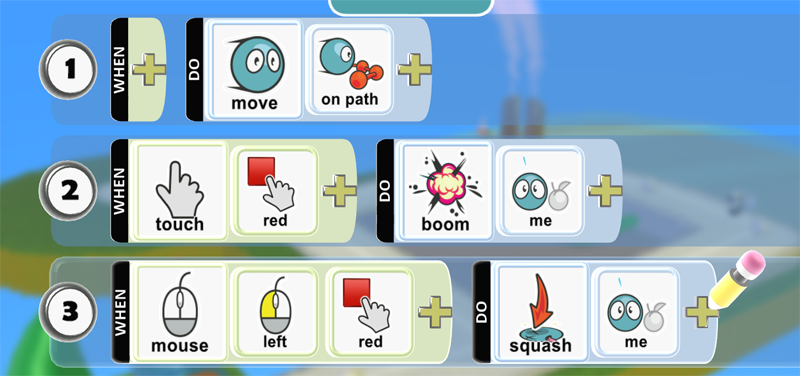 1 WHEN DO move on path
2 WHEN touch red DO boom me
3 WHEN mouse left red DO squash me